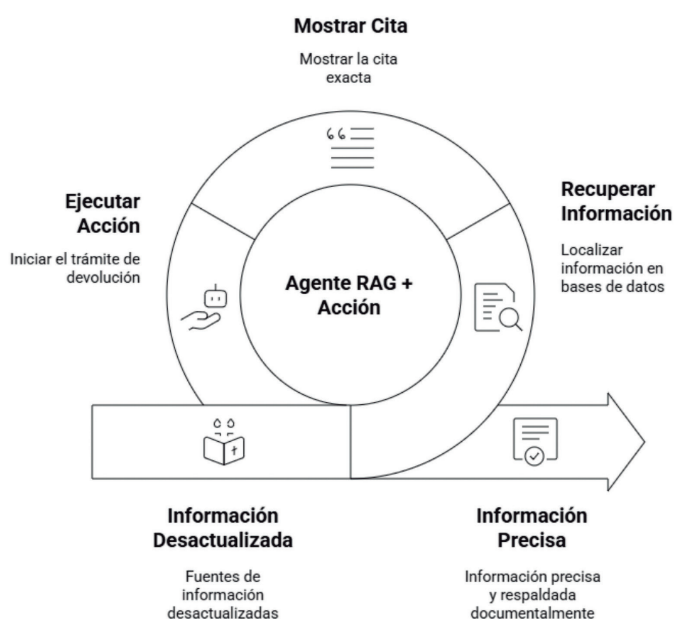 Mostrar Cita
Mostrar la cita
exacta
Ejecutar
Acción
Iniciar el trámite de
devolución
Agente RAG +
Acción
Recuperar
Información
Localizar
información en
bases de datos
Información
Desactualizada
Fuentes de
información
desactualizadas
Información
Precisa
Información precisa
y respaldada
documentalmente